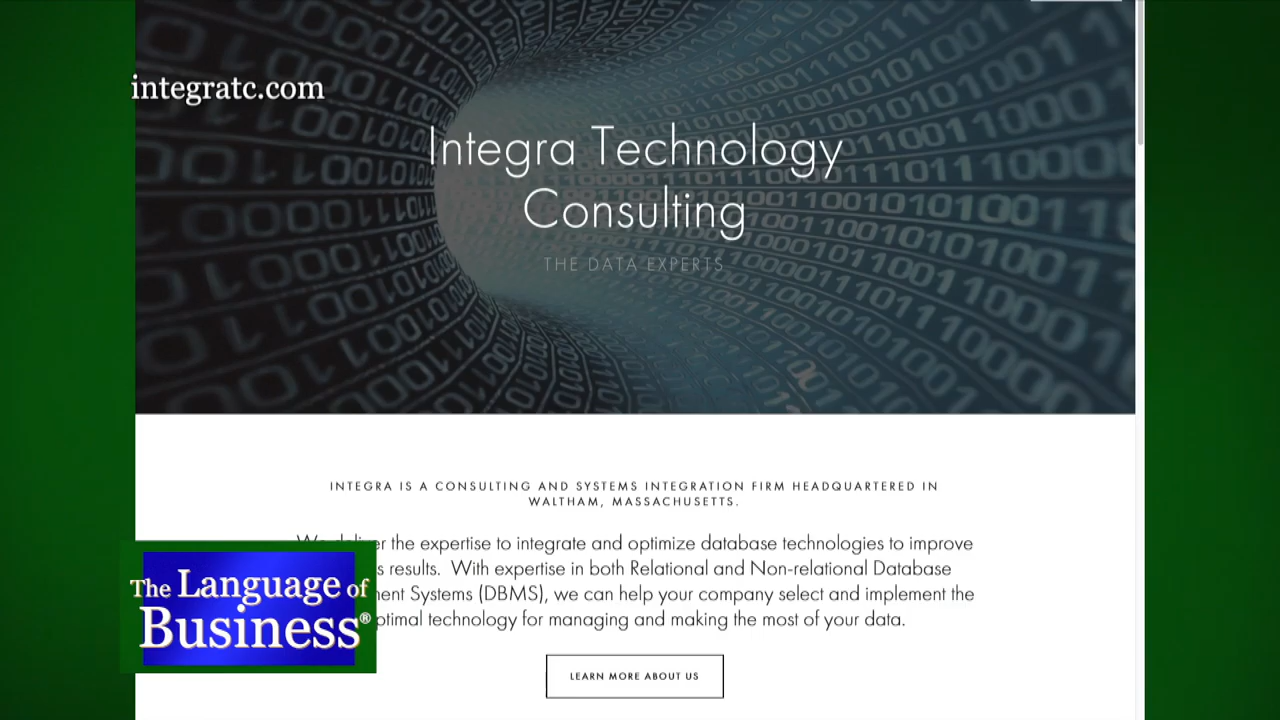 integratc.com
Integra Technology
Consulting
THE DATA EXPERTS
INTEGRA IS A CONSULTING AND SYSTEMS INTEGRATION FIRM HEADQUARTERED IN
WALTHAM, MASSACHUSETTS.
We deliver the expertise to integrate and optimize database technologies to improve
results. With expertise in both Relational and Non-relational Database
Systems (DBMS), we can help your company select and implement the
technology for managing and making the most of your data.
The Language of
Business®
LEARN MORE ABOUT US